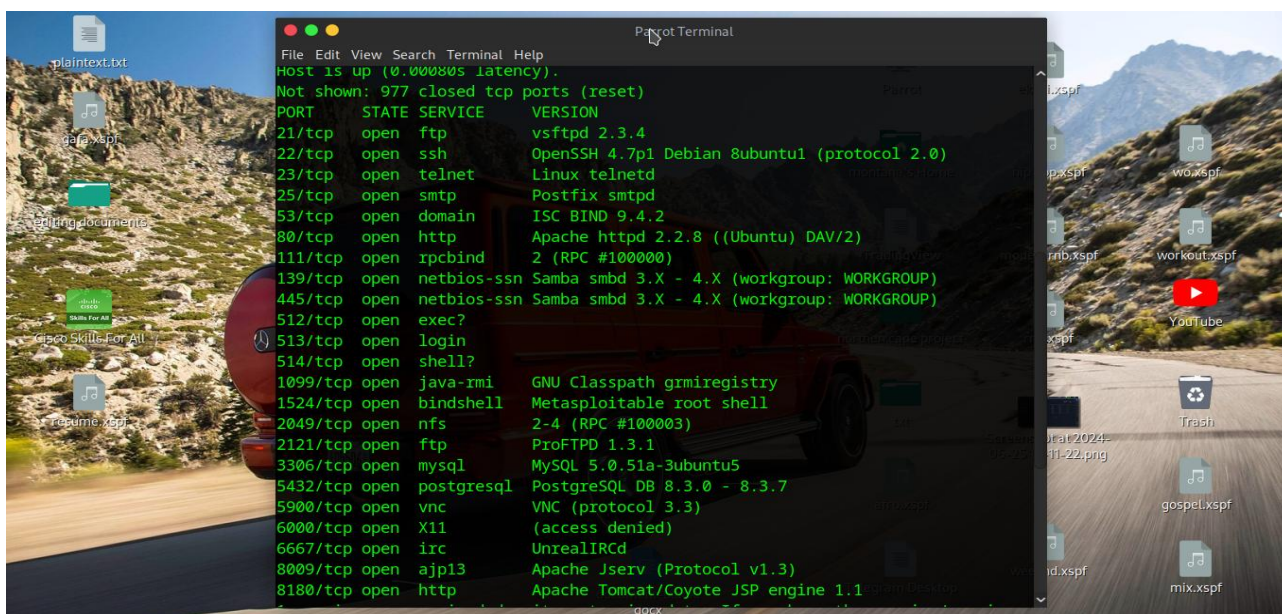 plaintext.txt
gafa.xspf
editing documents
CISCO
Skills For All
Cisco Skills For All
resume.xspf
Parrot Terminal
File Edit View Search Terminal Help
Host is up (0.00080s latency).
Not shown: 977 closed tcp ports (reset)
PORT STATE SERVICE VERSION
21/tcp open ftp vsftpd 2.3.4
22/tcp open ssh OpenSSH 4.7p1 Debian 8ubuntu1 (protocol 2.0)
23/tcp open telnet Linux telnetd
25/tcp open smtp Postfix smtpd
53/tcp open domain ISC BIND 9.4.2
80/tcp open http Apache httpd 2.2.8 ((Ubuntu) DAV/2)
111/tcp open rpcbind 2 (RPC #100000)
139/tcp open netbios-ssn Samba smbd 3.X - 4.X (workgroup: WORKGROUP)
445/tcp open netbios-ssn Samba smbd 3.X - 4.X (workgroup: WORKGROUP)
512/tcp open exec?
513/tcp open login
514/tcp open shell?
1099/tcp open java-rmi GNU Classpath grmiregistry
1524/tcp open bindshell Metasploitable root shell
2049/tcp open nfs 2-4 (RPC #100003)
2121/tcp open ftp ProFTPD 1.3.1
3306/tcp open mysql MySQL 5.0.51a-3ubuntu5
5432/tcp open postgresql PostgreSQL DB 8.3.0 - 8.3.7
5900/tcp open vnc VNC (protocol 3.3)
6000/tcp open X11 (access denied)
6667/tcp open irc UnrealIRCd
8009/tcp open ajp13 Apache Jserv (Protocol v1.3)
8180/tcp open http Apache Tomcat/Coyote JSP engine 1.1
docx
wo.xspf
workout.xspf
YouTube
Trash
gospel.xspf
mix.xspf